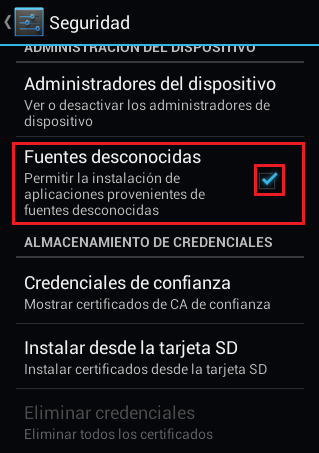 Seguridad
ADMINISTRACIÓN DEL DISPOSITIVO
Administradores del dispositivo
Ver o desactivar los administradores de
dispositivo
Fuentes desconocidas
Permitir la instalación de
aplicaciones provenientes de
fuentes desconocidas
ALMACENAMIENTO DE CREDENCIALES
Credenciales de confianza
Mostrar certificados de CA de confianza
Instalar desde la tarjeta SD
Instalar certificados desde la tarjeta SD
Eliminar credenciales
Eliminar todos los certificados